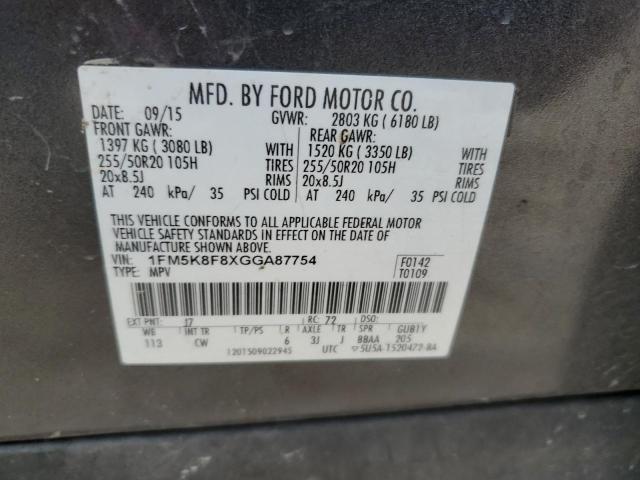 MFD. BY FORD MOTOR CO.
DATE: 09/15 GVWR: 2803 KG ( 6180 LB)
FRONT GAWR: REAR GAWR:
1397 KG ( 3080 LB) WITH 1520 KG ( 3350 LB) WITH
255/50R20 105H TIRES 255/50R20 105H TIRES
20x8.5J RIMS 20x8.5J RIMS
AT 240 kPa/ 35 PSI COLD AT 240 kPa/ 35 PSI COLD
THIS VEHICLE CONFORMS TO ALL APPLICABLE FEDERAL MOTOR
VEHICLE SAFETY STANDARDS IN EFFECT ON THE DATE OF
MANUFACTURE SHOWN ABOVE.
VIN: 1FM5K8F8XGGA87754 F0142
TYPE: MPV T0109
EXT PNT: J7 RC: 72 DSO:
WB INT TR TP/PS R AXLE TR SPR GUB1Y
113 CW 6 3J J BBAA 205
1201509022945 UTC 5U5A-1520472-BA